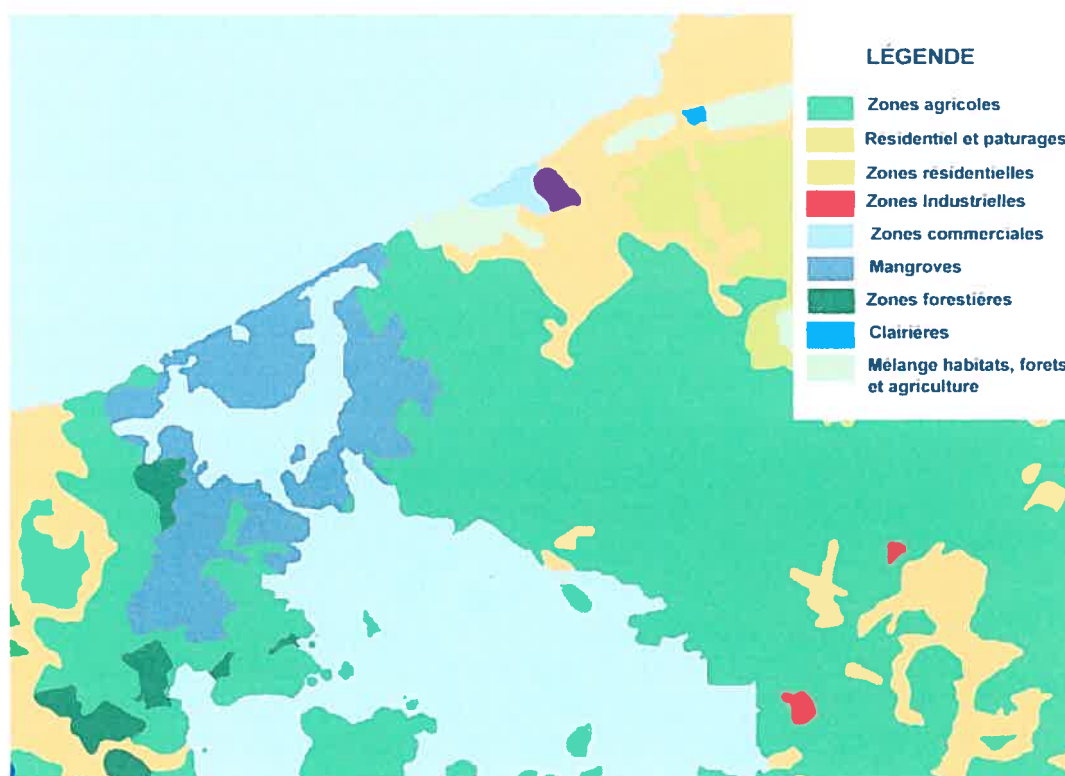 LÉGENDE
Zones agricoles
Residentiel et paturages
Zones résidentielles
Zones Industrielles
Zones commerciales
Mangroves
Zones forestières
Clairières
Mélange habitats, forets
et agriculture